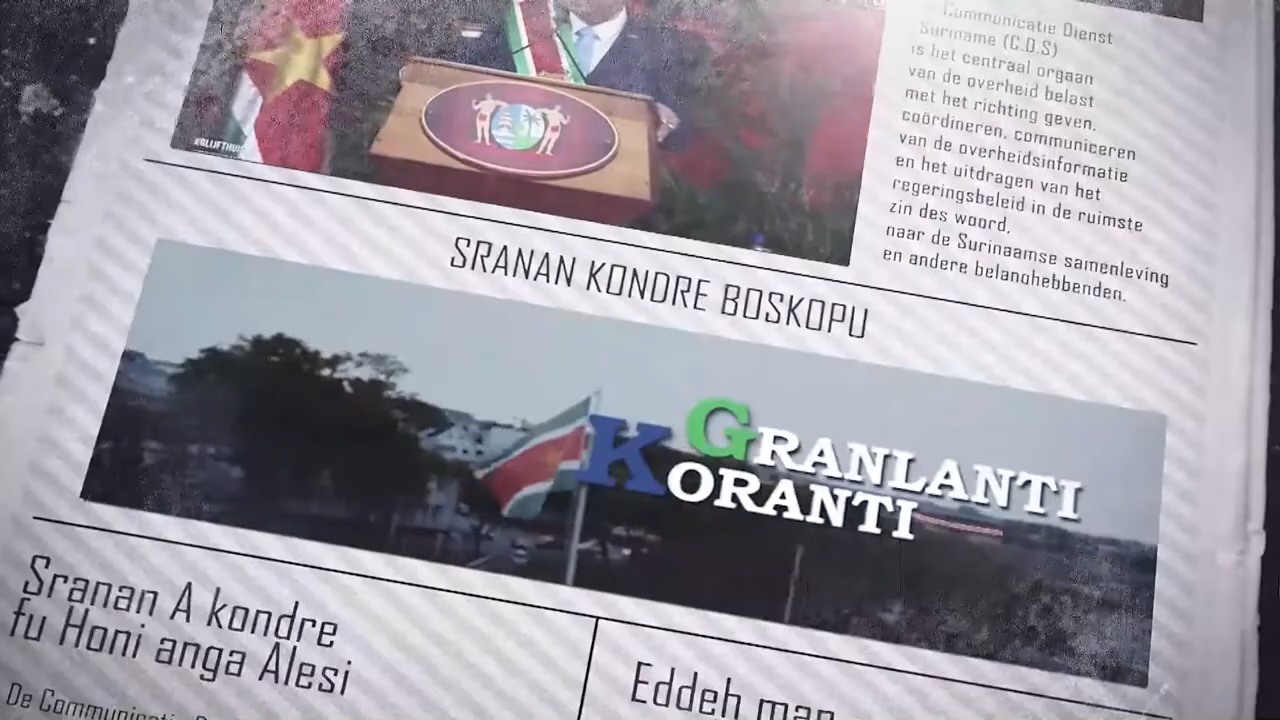 Communicatie Dienst
Suriname (C.D.S)
is het centraal orgaan
van de overheid belast
met het richting geven,
coördineren, communiceren
van de overheidsinformatie
en het uitdragen van het
regeringsbeleid in de ruimste
zin des woord,
naar de Surinaamse samenleving
en andere belanghebbenden.
SRANAN KONDRE BOSKOPU
GRANLANTI
KORANTI
Sranan A kondre
fu Honi anga Alesi
De
Eddeh man